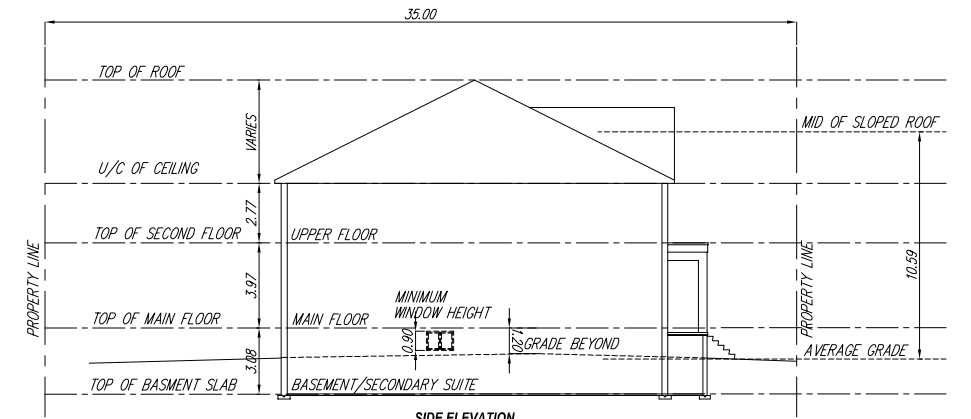 35.00
TOP OF ROOF
VARIES
MID OF SLOPED ROOF
U/C OF CEILING
2.77
TOP OF SECOND FLOOR
UPPER FLOOR
PROPERTY LINE
3.97
MINIMUM
WINDOW HEIGHT
PROPERTY LINE
10.59
TOP OF MAIN FLOOR
MAIN FLOOR
0.90
1.20
GRADE BEYOND
AVERAGE GRADE
3.08
TOP OF BASMENT SLAB
BASEMENT/SECONDARY SUITE
SIDE ELEVATION